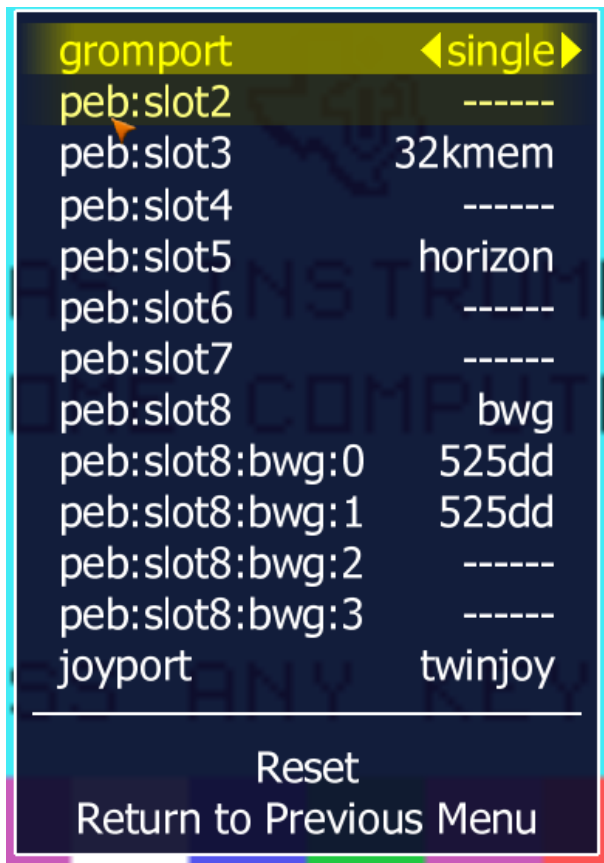 gromport single
peb:slot2 ------
peb:slot3 32kmem
peb:slot4 ------
peb:slot5 horizon
peb:slot6 ------
peb:slot7 ------
peb:slot8 bwg
peb:slot8:bwg:0 525dd
peb:slot8:bwg:1 525dd
peb:slot8:bwg:2 ------
peb:slot8:bwg:3 ------
joyport twinjoy
Reset
Return to Previous Menu